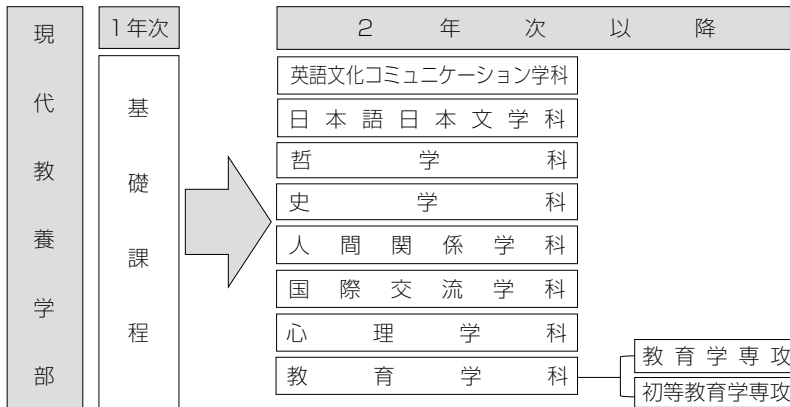 現代教養学部
1年次
基礎課程
2年次以降
英語文化コミュニケーション学科
日本語日本文学科
哲学科
史学科
人間関係学科
国際交流学科
心理学科
教育学科
教育学専攻
初等教育学専攻